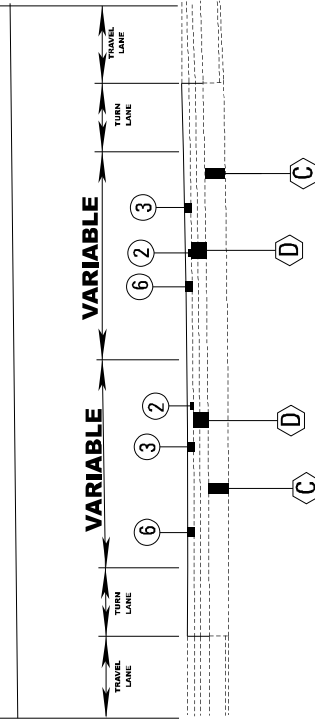 TRAVEL
LANE
TURN
LANE
VARIABLE
VARIABLE
TURN
LANE
TRAVEL
LANE
6
3
2
6
2
3
C
D
D
C